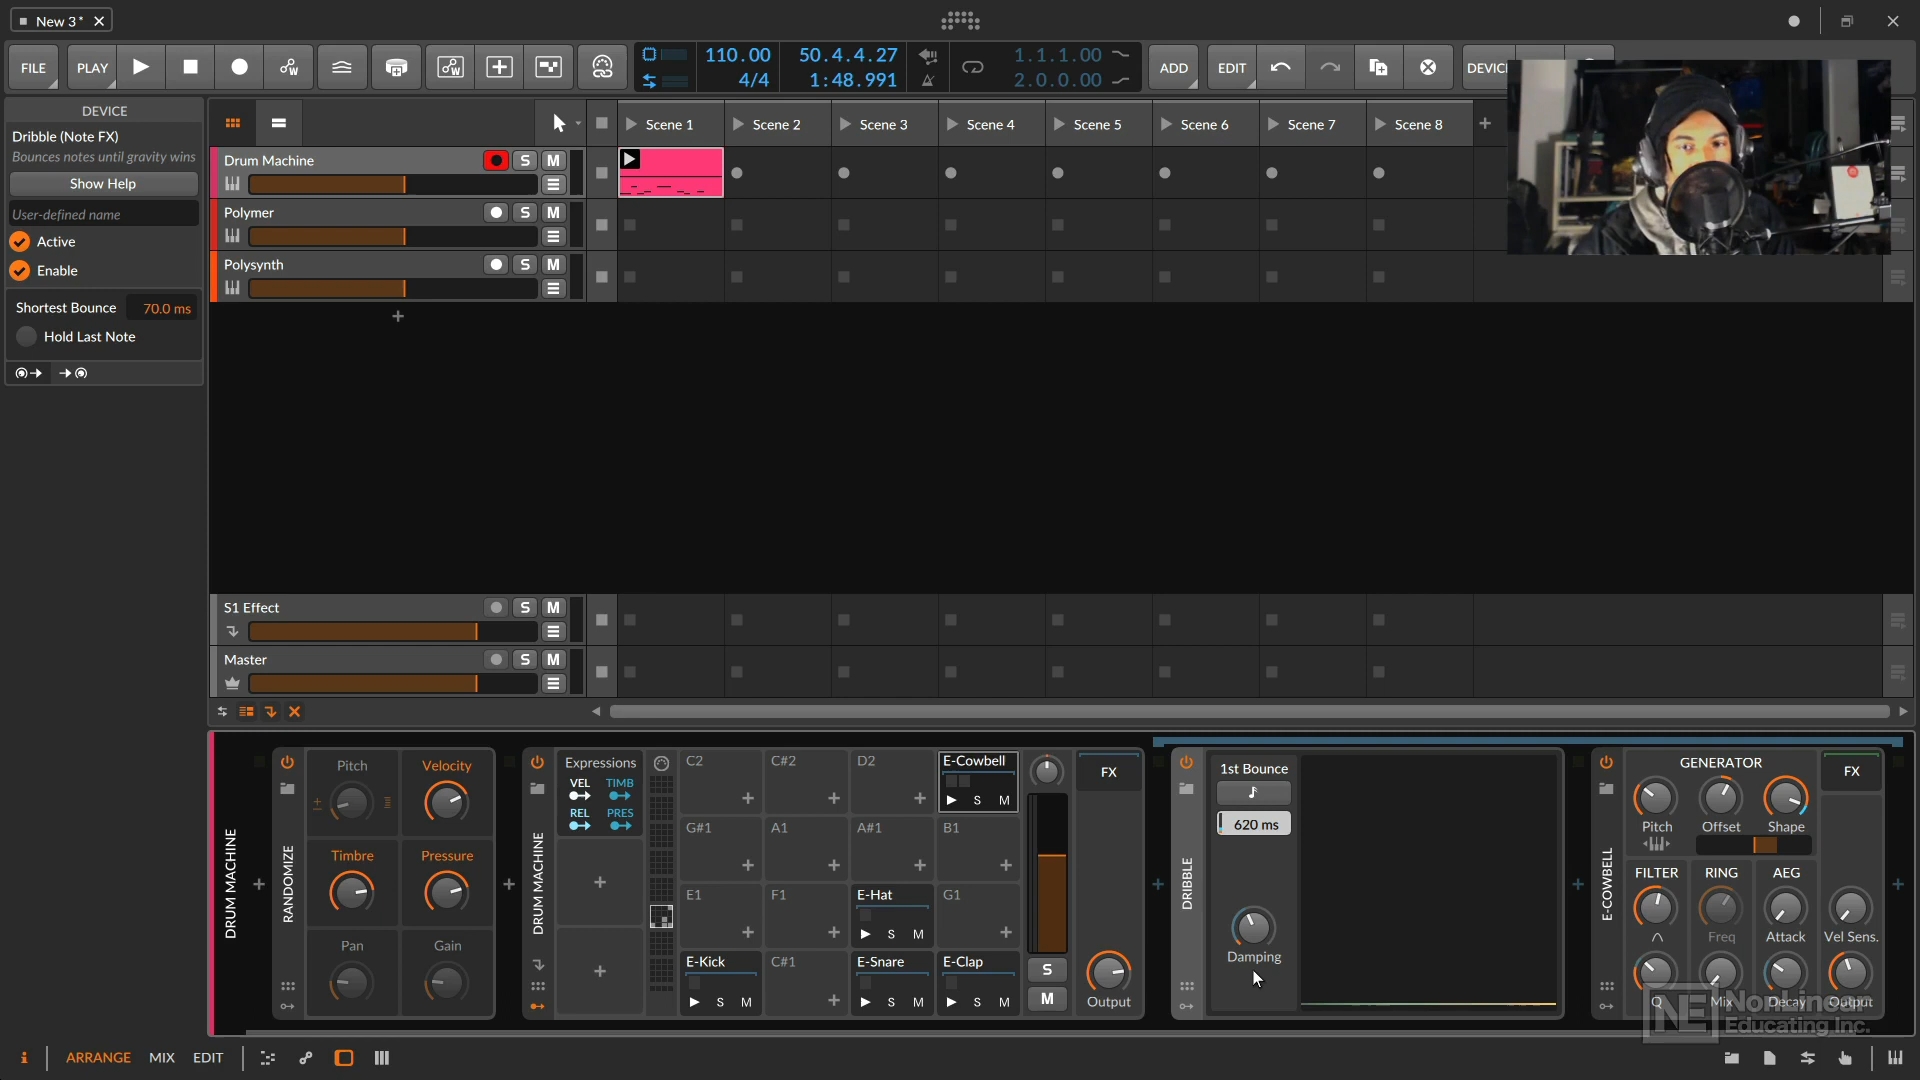 New 3*
FILE PLAY 110.00 4/4 50.4.4.27 1:48.991 1.1.1.00 2.0.0.00 ADD EDIT
DEVICE
Dribble (Note FX)
Bounces notes until gravity wins
Show Help
User-defined name
Active
Enable
Shortest Bounce 70.0 ms
Hold Last Note
Scene 1 Scene 2 Scene 3 Scene 4 Scene 5 Scene 6 Scene 7 Scene 8
Drum Machine S M
Polymer S M
Polysynth S M
S1 Effect S M
Master S M
DRUM MACHINE
RANDOMIZE
Pitch Velocity
Timbre Pressure
Pan Gain
DRUM MACHINE
Expressions
VEL TIMB
REL PRES
C2 C#2 D2 E-Cowbell
S M
G#1 A1 A#1 B1
E1 F1 E-Hat G1
S M
E-Kick C#1 E-Snare E-Clap
S M S M S M
S
M
FX
Output
DRIBBLE
1st Bounce
620 ms
Damping
E-COWBELL
GENERATOR
Pitch Offset Shape
FILTER RING AEG
Freq Attack Vel Sens.
Q Mix Decay Output
FX
NE NonLinear
Educating Inc.
i ARRANGE MIX EDIT